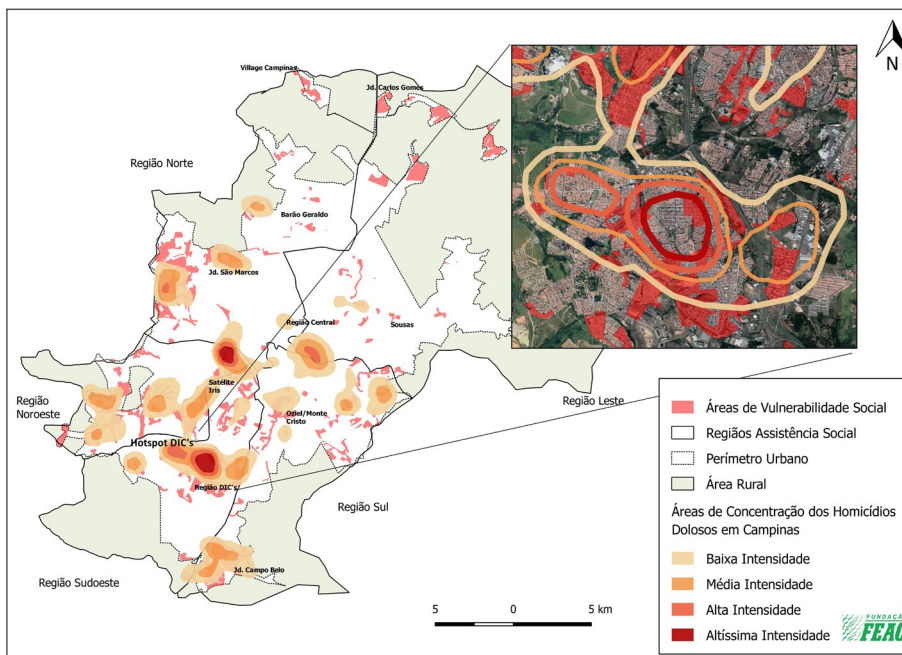 N
Village Campinas
Jd. Carlos Gomes
Região Norte
Barão Geraldo
Jd. São Marcos
Região Central
Sousas
Satélite
Iris
Região
Noroeste
Oziel/Monte
Cristo
Região Leste
Hotspot DIC's
Região DIC's/
Região Sul
Região Sudoeste
Jd. Campo Belo
5 0 5 km
Áreas de Vulnerabilidade Social
Regiãos Assistência Social
Perímetro Urbano
Área Rural
Áreas de Concentração dos Homicídios
Dolosos em Campinas
Baixa Intensidade
Média Intensidade
Alta Intensidade
Altíssima Intensidade
FUNDAÇÃ
FEAC